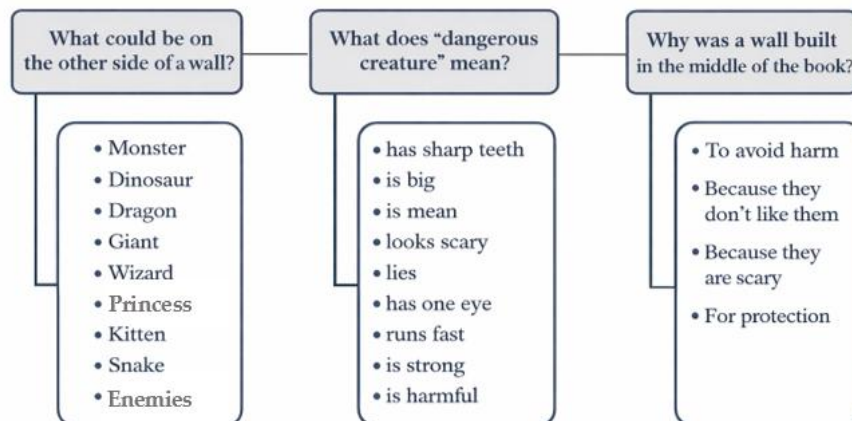 What could be on
the other side of a wall?
• Monster
• Dinosaur
• Dragon
• Giant
• Wizard
• Princess
• Kitten
• Snake
• Enemies
What does “dangerous
creature” mean?
• has sharp teeth
• is big
• is mean
• looks scary
• lies
• has one eye
• runs fast
• is strong
• is harmful
Why was a wall built
in the middle of the book?
• To avoid harm
• Because they
don’t like them
• Because they
are scary
• For protection